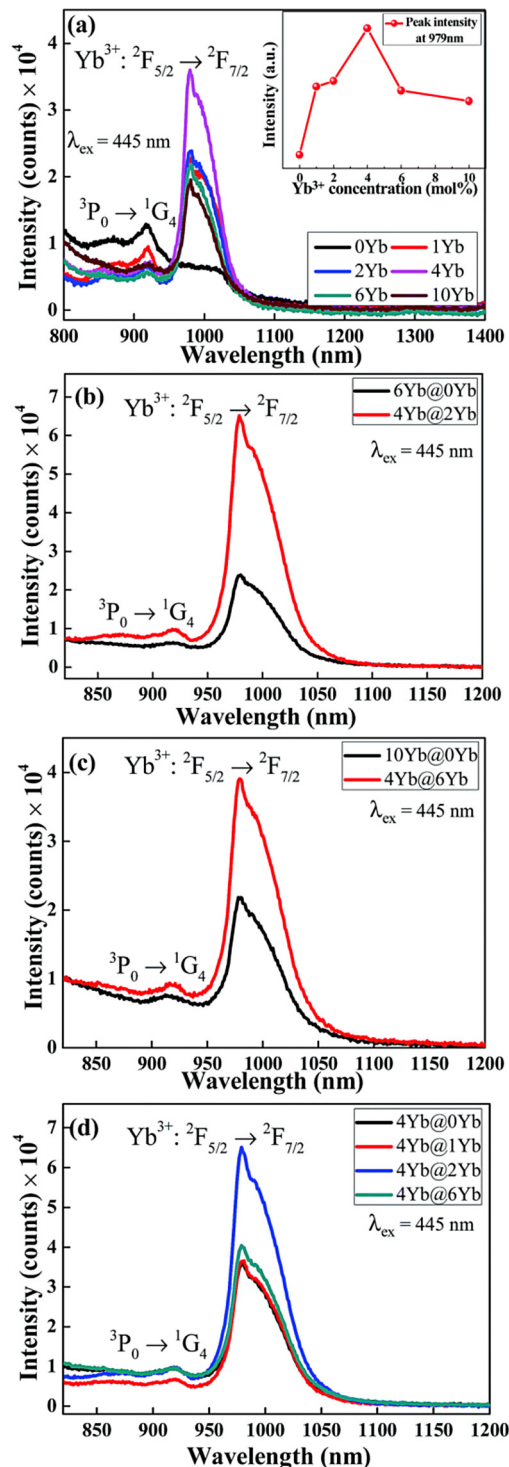 (a)
Yb³⁺: ²F₅/₂ → ²F₇/₂
λₑₓ = 445 nm
³P₀ → ¹G₄
Peak intensity
at 979nm
Intensity (a.u.)
0 2 4 6 8 10
Yb³⁺ concentration (mol%)
0Yb 1Yb
2Yb 4Yb
6Yb 10Yb
Intensity (counts) × 10⁴
4
3
2
1
0
800 900 1000 1100 1200 1300 1400
Wavelength (nm)
(b)
Yb³⁺: ²F₅/₂ → ²F₇/₂
6Yb@0Yb
4Yb@2Yb
λₑₓ = 445 nm
³P₀ → ¹G₄
Intensity (counts) × 10⁴
7
6
5
4
3
2
1
0
850 900 950 1000 1050 1100 1150 1200
Wavelength (nm)
(c)
Yb³⁺: ²F₅/₂ → ²F₇/₂
10Yb@0Yb
4Yb@6Yb
λₑₓ = 445 nm
³P₀ → ¹G₄
Intensity (counts) × 10⁴
4
3
2
1
0
850 900 950 1000 1050 1100 1150 1200
Wavelength (nm)
(d)
Yb³⁺: ²F₅/₂ → ²F₇/₂
4Yb@0Yb
4Yb@1Yb
4Yb@2Yb
4Yb@6Yb
λₑₓ = 445 nm
³P₀ → ¹G₄
Intensity (counts) × 10⁴
7
6
5
4
3
2
1
0
850 900 950 1000 1050 1100 1150 1200
Wavelength (nm)